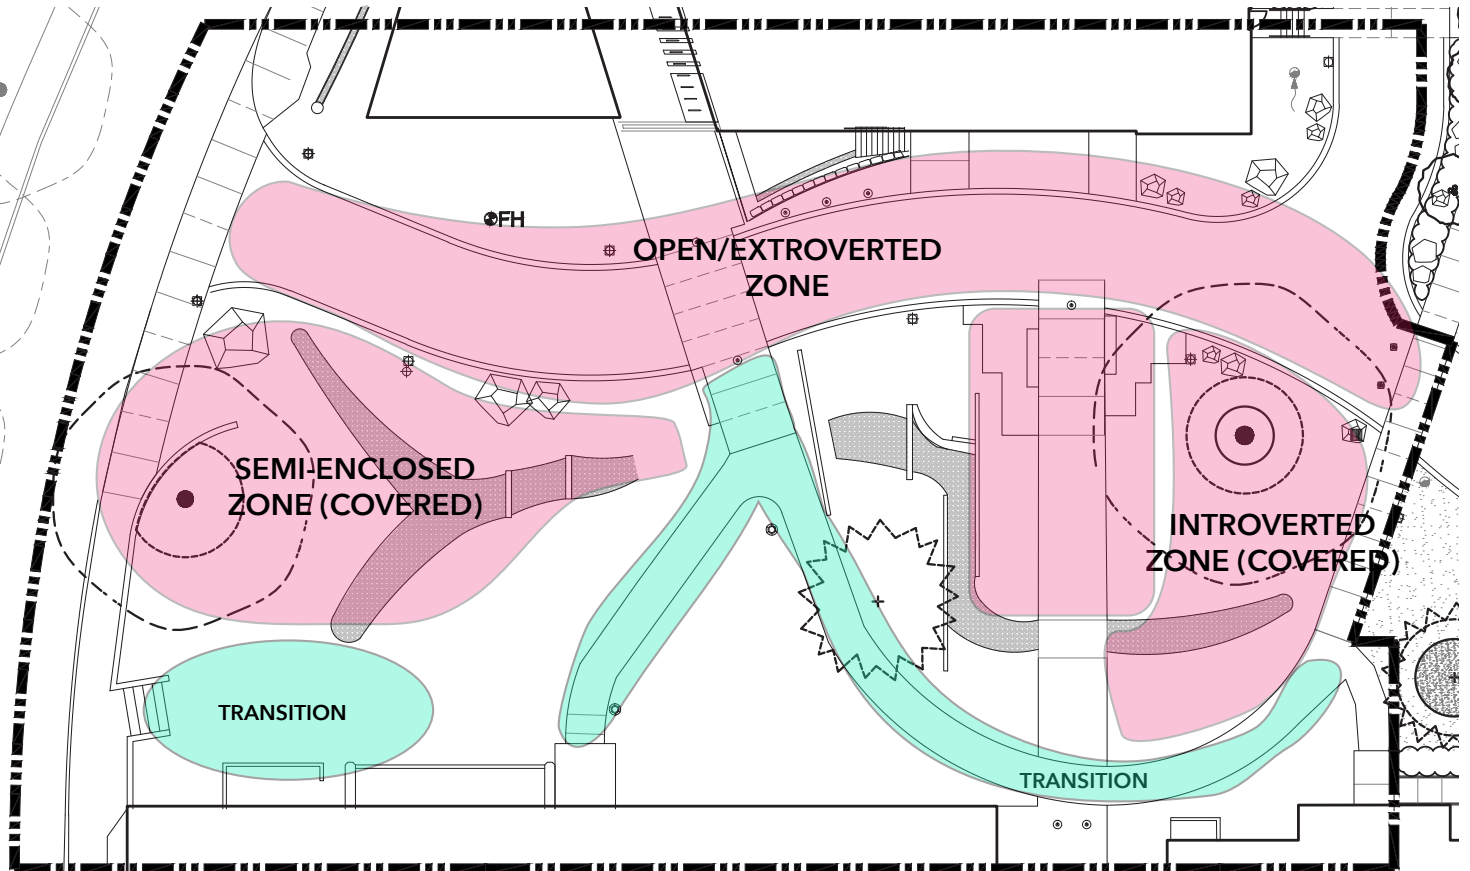 FH
OPEN/EXTROVERTED
ZONE
SEMI-ENCLOSED
ZONE (COVERED)
INTROVERTED
ZONE (COVERED)
TRANSITION
TRANSITION